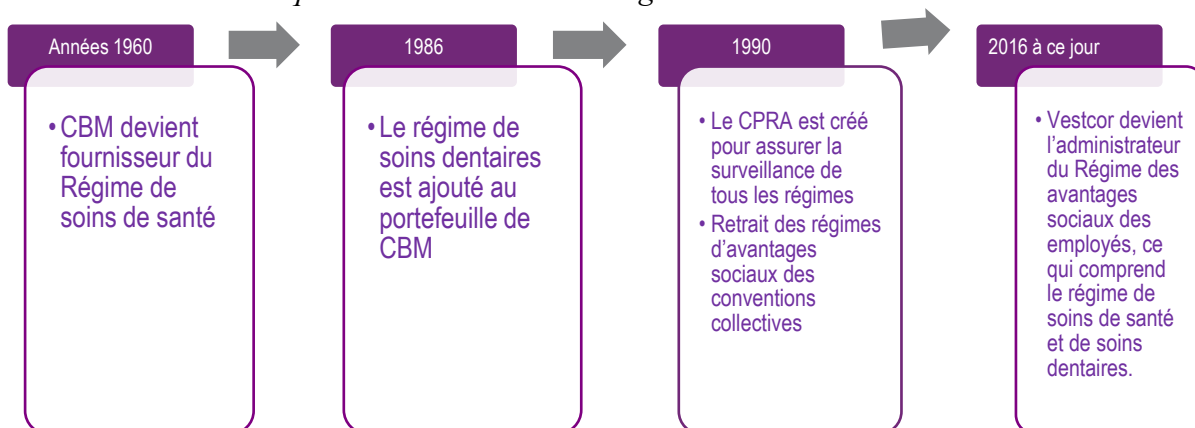 Années 1960
• CBM devient
fournisseur du
Régime de
soins de santé
1986
• Le régime de
soins dentaires
est ajouté au
portefeuille de
CBM
1990
• Le CPRA est créé
pour assurer la
surveillance de
tous les régimes
• Retrait des régimes
d’avantages
sociaux des
conventions
collectives
2016 à ce jour
• Vestcor devient
l’administrateur
du Régime des
avantages
sociaux des
employés, ce
qui comprend
le régime de
soins de santé
et de soins
dentaires.